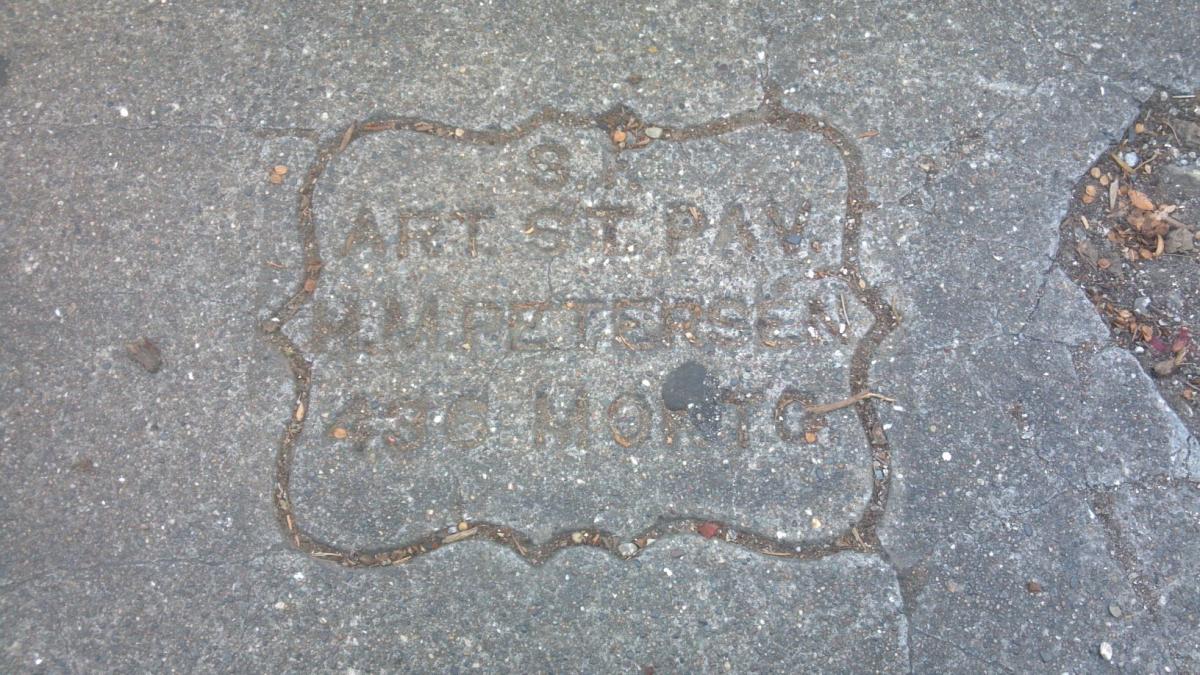 S.I.
ART. ST. PAV
M.M. PETERSEN
436 MONTG